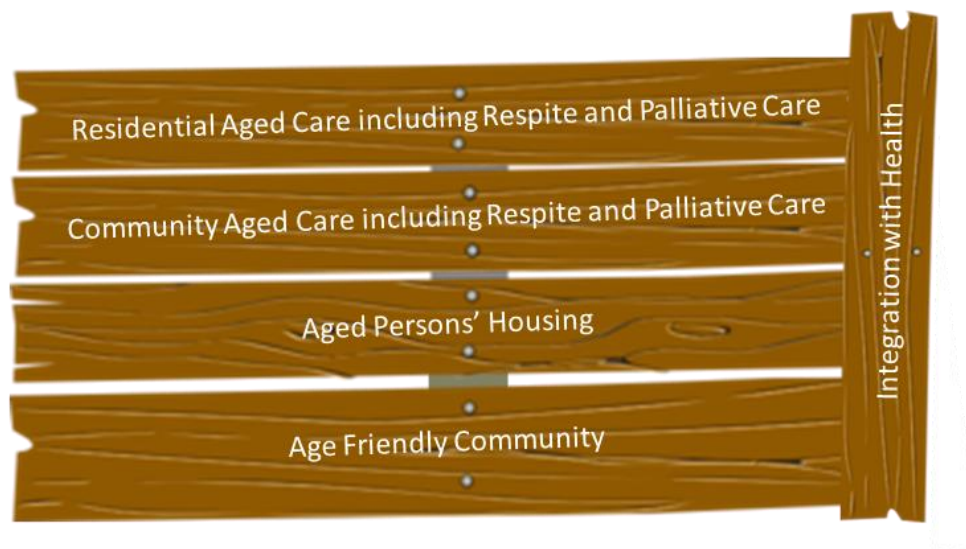 Residential Aged Care including Respite and Palliative Care
Community Aged Care including Respite and Palliative Care
Aged Persons’ Housing
Age Friendly Community
Integration with Health